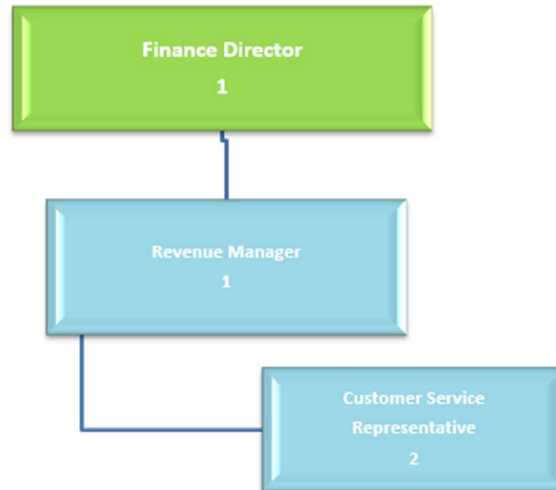 Finance Director
1
Revenue Manager
1
Customer Service
Representative
2